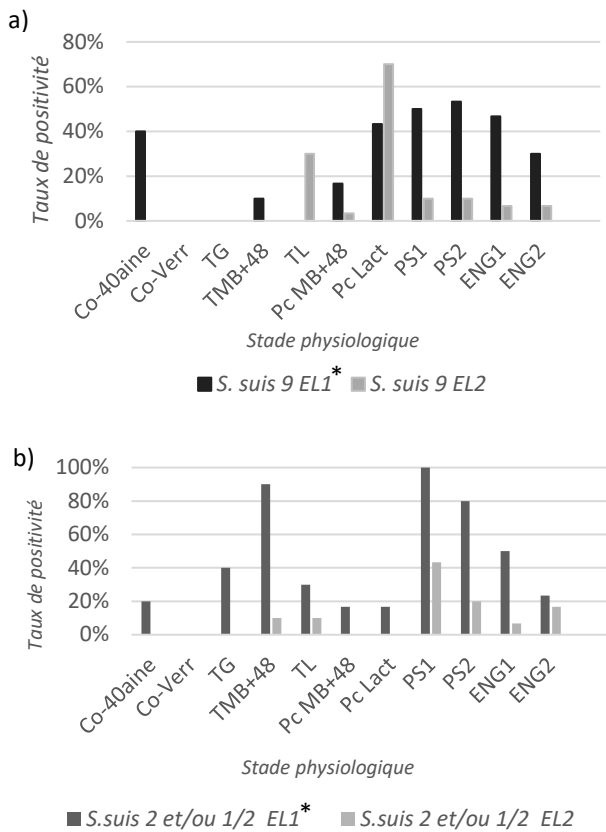 a)
Taux de positivité
80%
60%
40%
20%
0%
Co-40aine
Co-Verr
TG
TMB+48
TL
Pc MB+48
Pc Lact
PS1
PS2
ENG1
ENG2
Stade physiologique
S. suis 9 EL1* S. suis 9 EL2
b)
Taux de positivité
100%
80%
60%
40%
20%
0%
Co-40aine
Co-Verr
TG
TMB+48
TL
Pc MB+48
Pc Lact
PS1
PS2
ENG1
ENG2
Stade physiologique
S.suis 2 et/ou 1/2 EL1* S.suis 2 et/ou 1/2 EL2